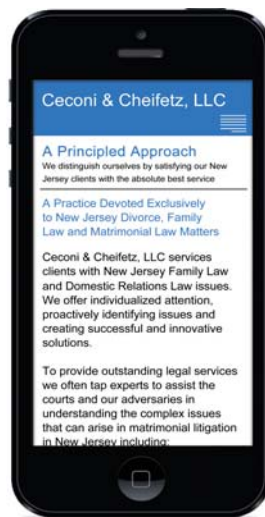 Ceconi & Cheifetz, LLC
A Principled Approach
We distinguish ourselves by satisfying our New
Jersey clients with the absolute best service
A Practice Devoted Exclusively
to New Jersey Divorce, Family
Law and Matrimonial Law Matters
Ceconi & Cheifetz, LLC services
clients with New Jersey Family Law
and Domestic Relations Law issues.
We offer individualized attention,
proactively identifying issues and
creating successful and innovative
solutions.
To provide outstanding legal services
we often tap experts to assist the
courts and our adversaries in
understanding the complex issues
that can arise in matrimonial litigation
in New Jersey including: